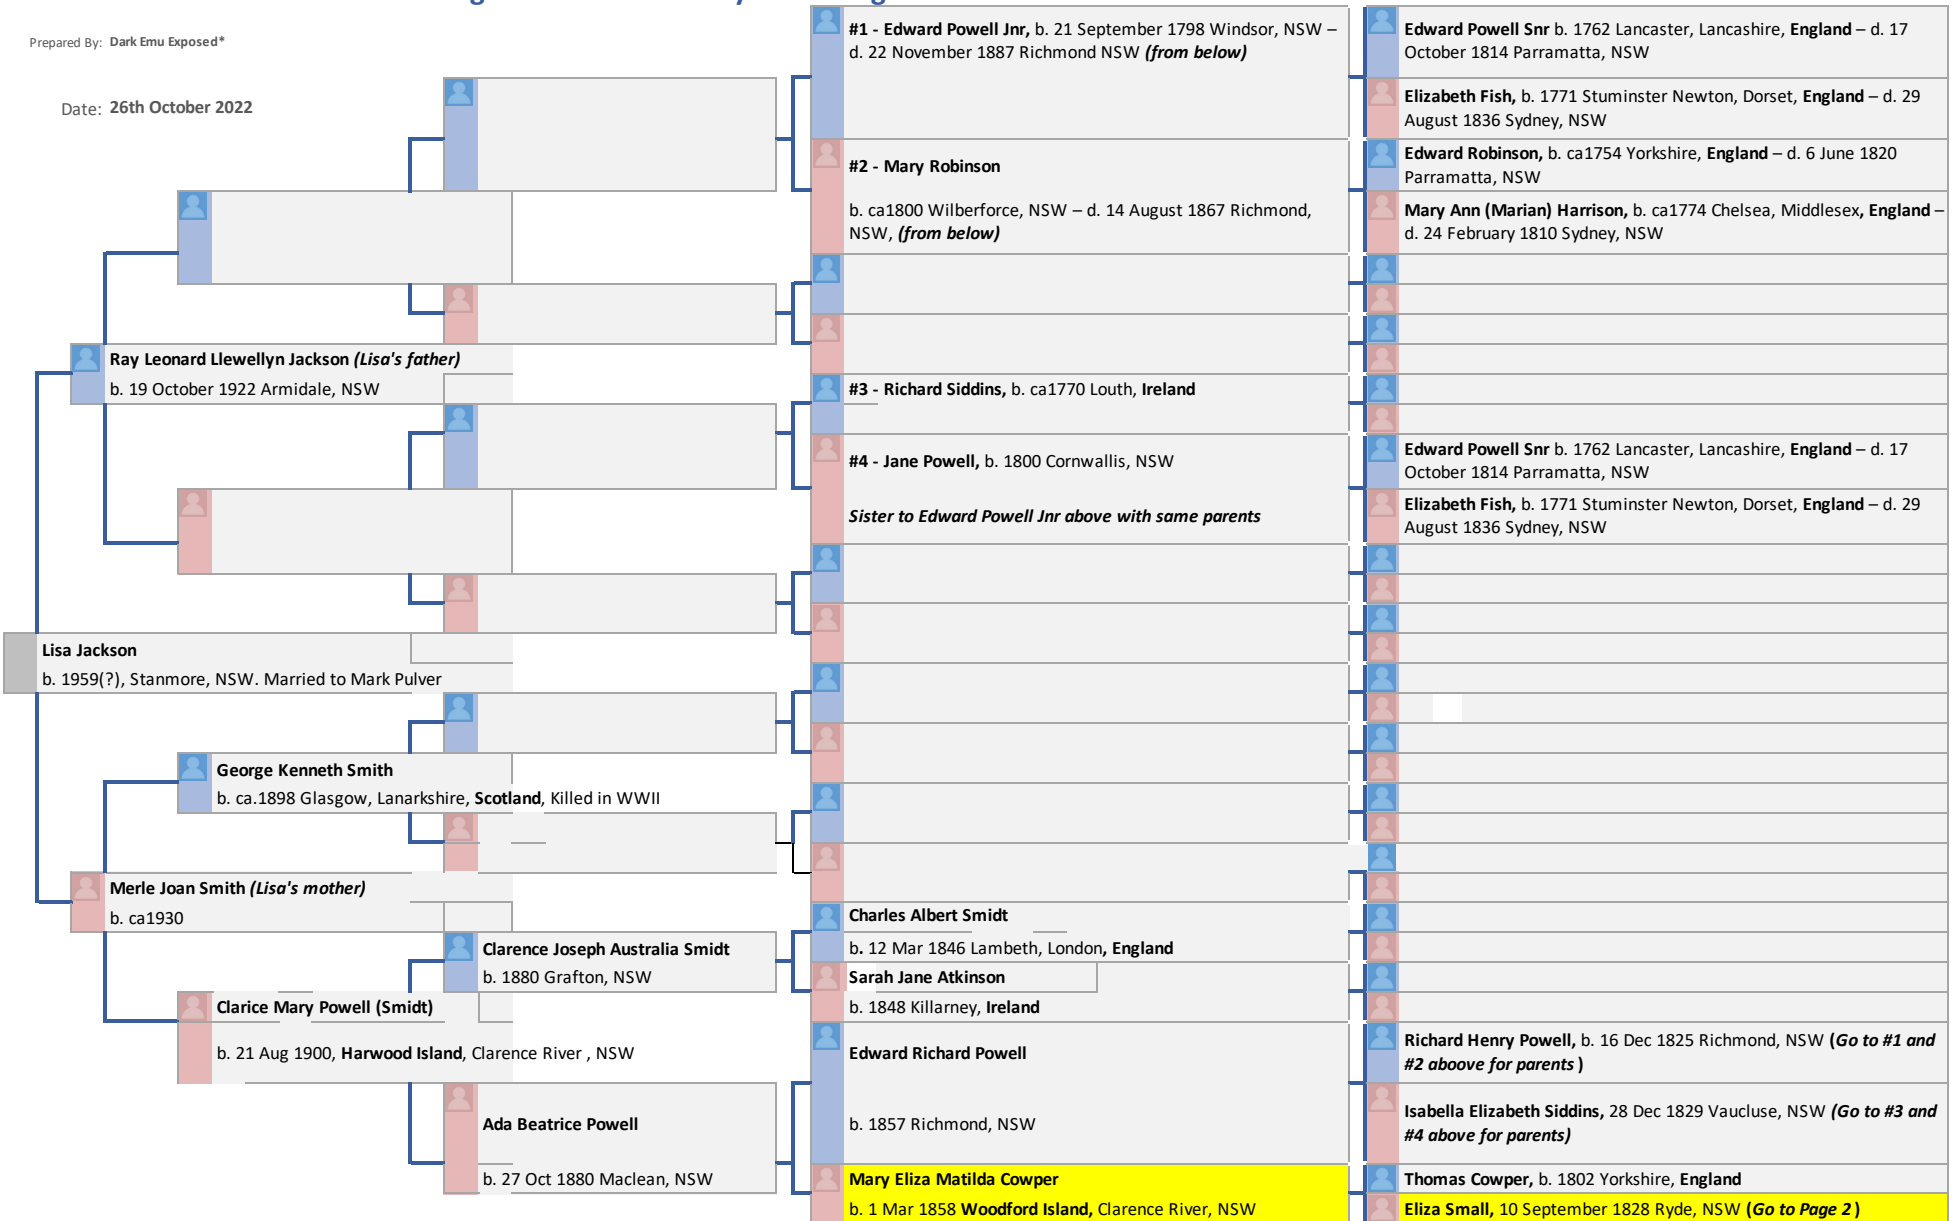 Prepared By: Dark Emu Exposed*
Date: 26th October 2022
Lisa Jackson
b. 1959(?), Stanmore, NSW. Married to Mark Pulver
Ray Leonard Llewellyn Jackson (Lisa's father)
b. 19 October 1922 Armidale, NSW
Merle Joan Smith (Lisa's mother)
b. ca1930
George Kenneth Smith
b. ca.1898 Glasgow, Lanarkshire, Scotland, Killed in WWII
Clarice Mary Powell (Smidt)
b. 21 Aug 1900, Harwood Island, Clarence River , NSW
Clarence Joseph Australia Smidt
b. 1880 Grafton, NSW
Ada Beatrice Powell
b. 27 Oct 1880 Maclean, NSW
#1 - Edward Powell Jnr, b. 21 September 1798 Windsor, NSW –
d. 22 November 1887 Richmond NSW (from below)
#2 - Mary Robinson
b. ca1800 Wilberforce, NSW – d. 14 August 1867 Richmond,
NSW, (from below)
#3 - Richard Siddins, b. ca1770 Louth, Ireland
#4 - Jane Powell, b. 1800 Cornwallis, NSW
Sister to Edward Powell Jnr above with same parents
Charles Albert Smidt
b. 12 Mar 1846 Lambeth, London, England
Sarah Jane Atkinson
b. 1848 Killarney, Ireland
Edward Richard Powell
b. 1857 Richmond, NSW
Mary Eliza Matilda Cowper
b. 1 Mar 1858 Woodford Island, Clarence River, NSW
Edward Powell Snr b. 1762 Lancaster, Lancashire, England – d. 17
October 1814 Parramatta, NSW
Elizabeth Fish, b. 1771 Stuminster Newton, Dorset, England – d. 29
August 1836 Sydney, NSW
Edward Robinson, b. ca1754 Yorkshire, England – d. 6 June 1820
Parramatta, NSW
Mary Ann (Marian) Harrison, b. ca1774 Chelsea, Middlesex, England –
d. 24 February 1810 Sydney, NSW
Edward Powell Snr b. 1762 Lancaster, Lancashire, England – d. 17
October 1814 Parramatta, NSW
Elizabeth Fish, b. 1771 Stuminster Newton, Dorset, England – d. 29
August 1836 Sydney, NSW
Richard Henry Powell, b. 16 Dec 1825 Richmond, NSW (Go to #1 and
#2 aboove for parents )
Isabella Elizabeth Siddins, 28 Dec 1829 Vaucluse, NSW (Go to #3 and
#4 above for parents)
Thomas Cowper, b. 1802 Yorkshire, England
Eliza Small, 10 September 1828 Ryde, NSW (Go to Page 2 )